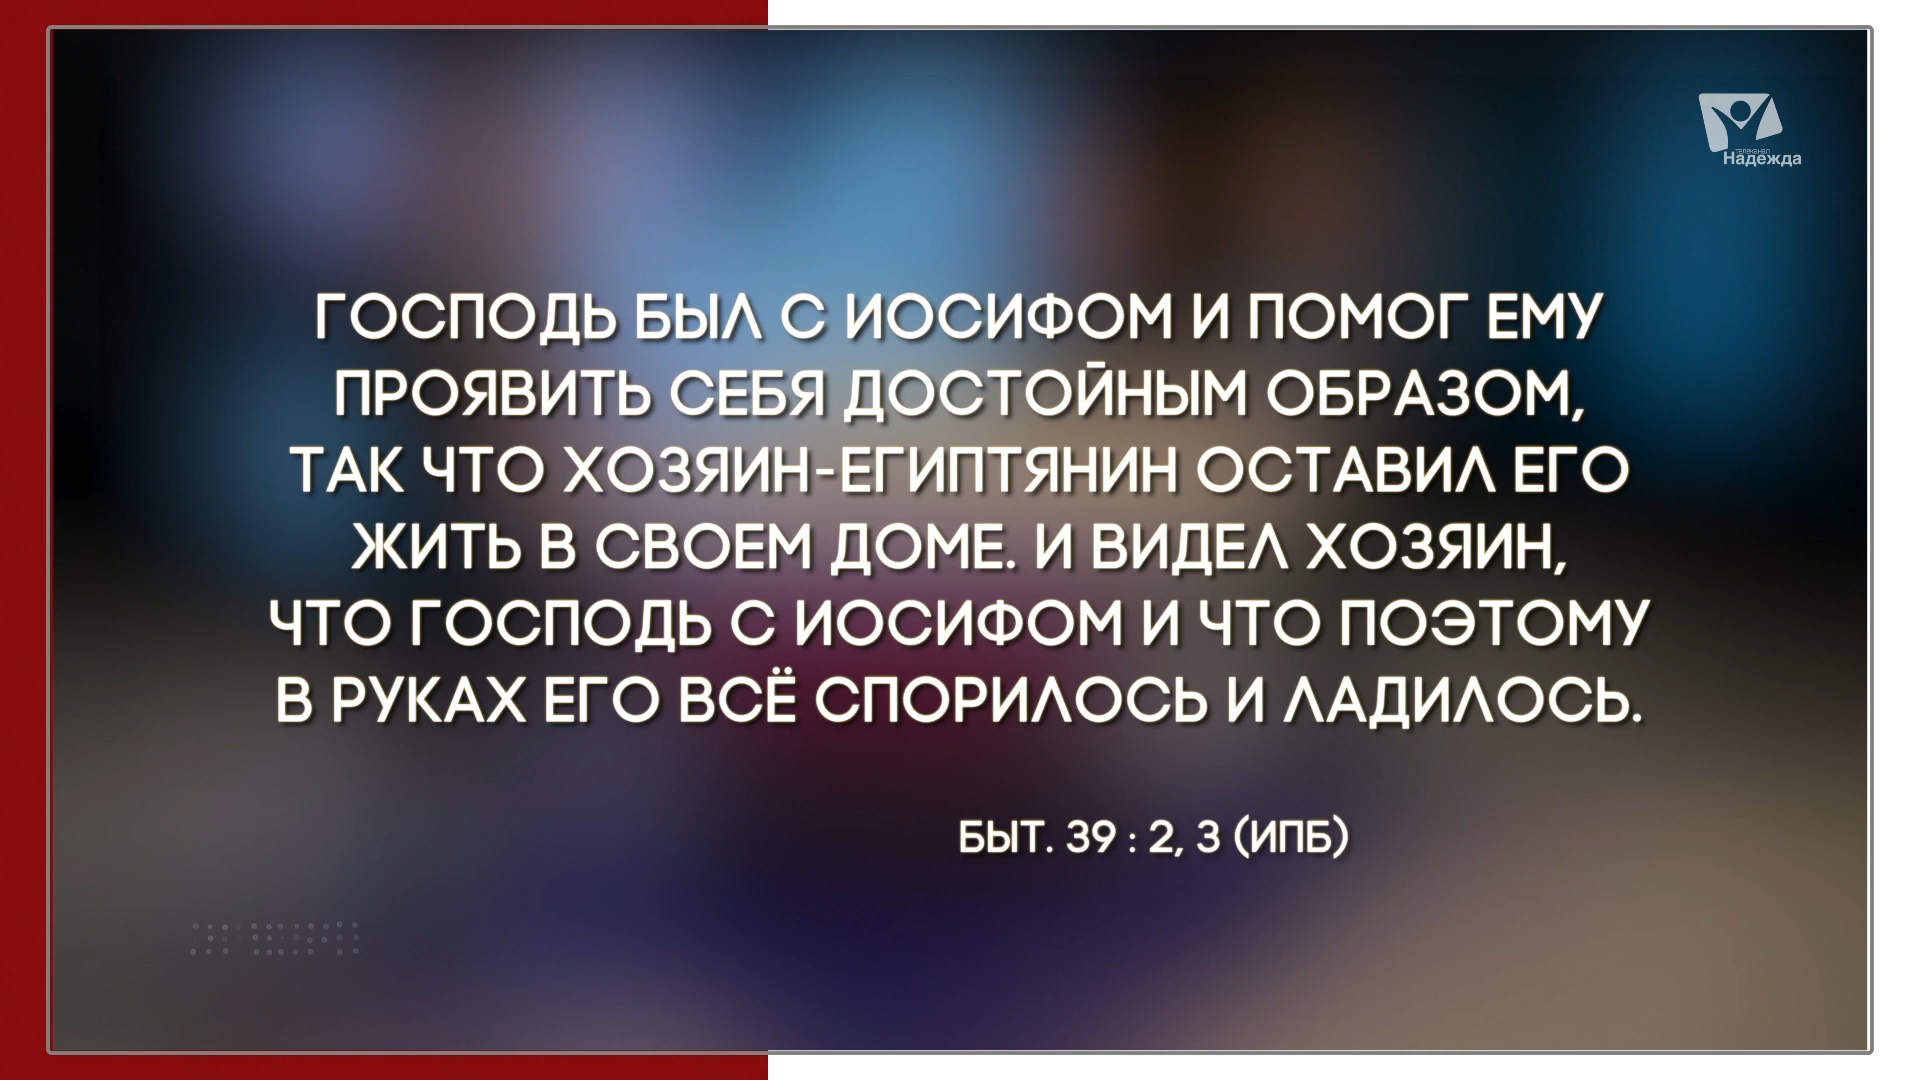 телеканал
Надежда
ГОСПОДЬ БЫЛ С ИОСИФОМ И ПОМОГ ЕМУ
ПРОЯВИТЬ СЕБЯ ДОСТОЙНЫМ ОБРАЗОМ,
ТАК ЧТО ХОЗЯИН-ЕГИПТЯНИН ОСТАВИЛ ЕГО
ЖИТЬ В СВОЕМ ДОМЕ. И ВИДЕЛ ХОЗЯИН,
ЧТО ГОСПОДЬ С ИОСИФОМ И ЧТО ПОЭТОМУ
В РУКАХ ЕГО ВСЁ СПОРИЛОСЬ И ЛАДИЛОСЬ.
БЫТ. 39 : 2, 3 (ИПБ)